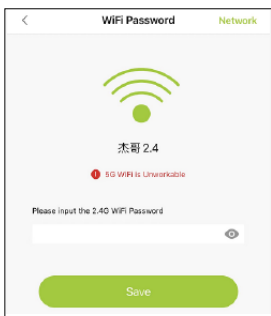 WiFi Password Network
杰哥 2.4
5G WiFi is Unworkable
Please input the 2.4G WiFi Password
Save